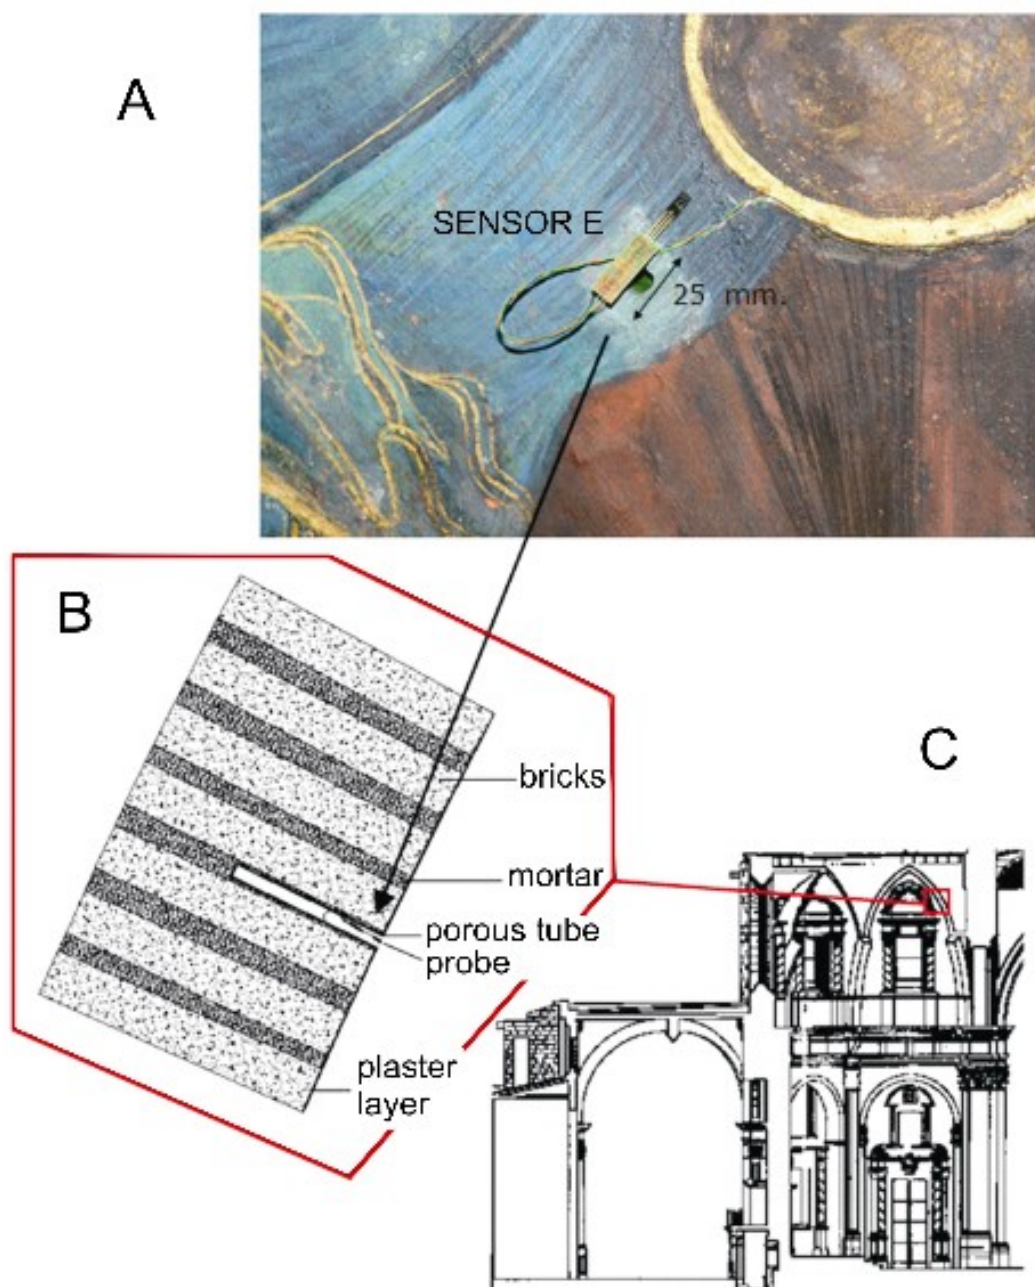 A
SENSOR E
25 mm.
B
bricks
C
mortar
porous tube
probe
plaster
layer